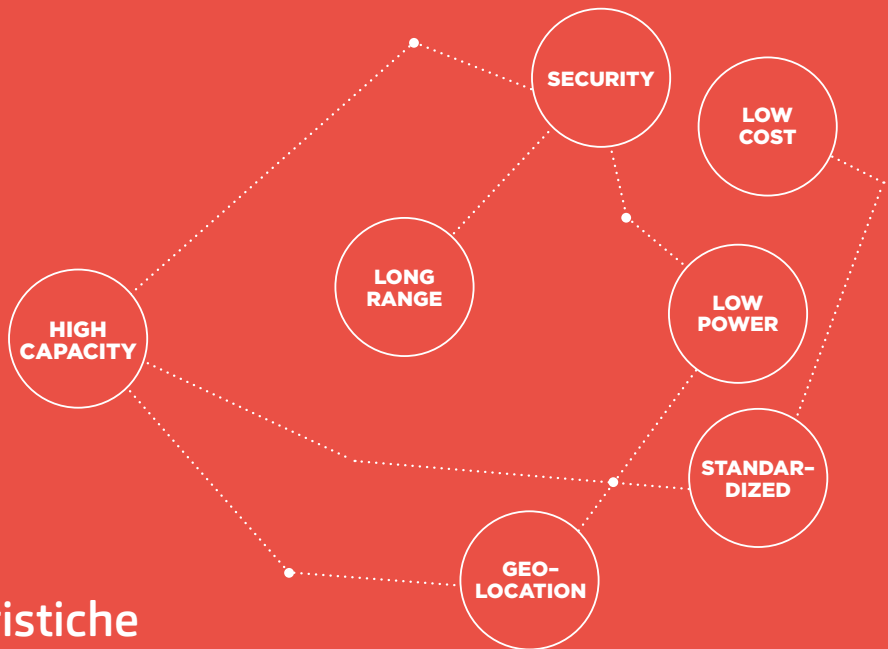 SECURITY
LOW
COST
LONG
RANGE
LOW
POWER
HIGH
CAPACITY
STANDAR-
DIZED
GEO-
LOCATION
istiche